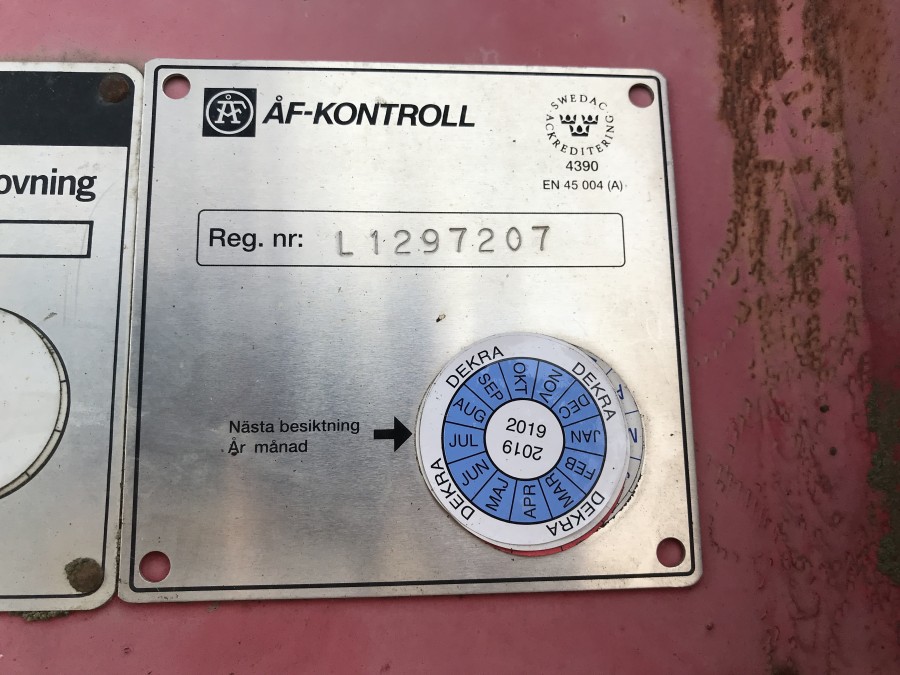 ovning
ÅF
ÅF-KONTROLL
SWEDAC
ACKREDITERING
4390
EN 45 004 (A)
Reg. nr: L1297207
Nästa besiktning
År månad
DEKRA
DEKRA
DEKRA
DEKRA
JAN
FEB
MAR
APR
MAJ
JUN
JUL
AUG
SEP
OKT
NOV
DEC
2019
2019